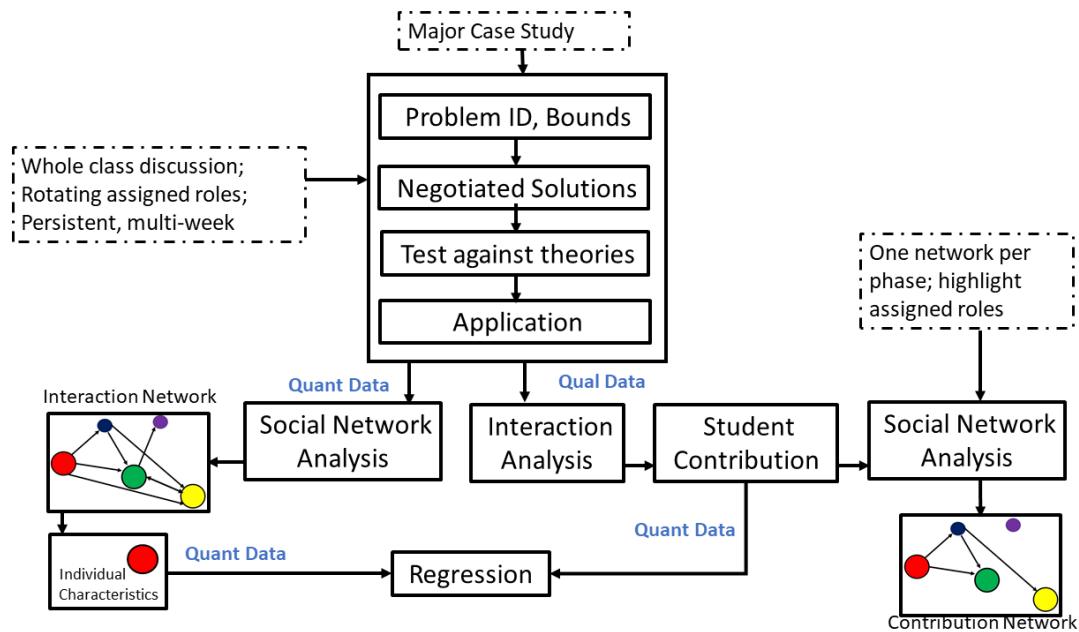 Major Case Study
Problem ID, Bounds
Whole class discussion;
Rotating assigned roles;
Persistent, multi-week
Negotiated Solutions
Test against theories
One network per
phase; highlight
assigned roles
Application
Quant Data
Qual Data
Interaction Network
Social Network
Analysis
Interaction
Analysis
Student
Contribution
Social Network
Analysis
Quant Data
Quant Data
Individual
Characteristics
Regression
Contribution Network